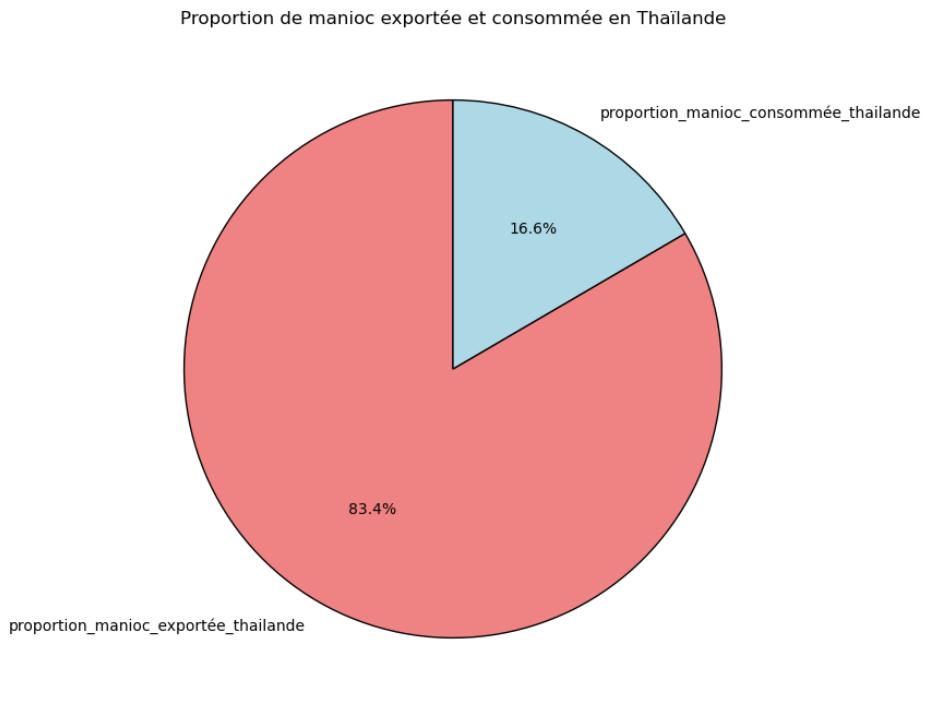 Proportion de manioc exportée et consommée en Thaïlande
proportion_manioc_consommée_thailande
16.6%
83.4%
proportion_manioc_exportée_thailande